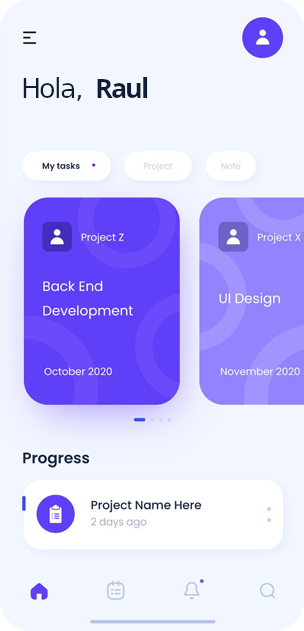 Hola, Raul
My tasks
Project
Note
Project Z
Back End
Development
October 2020
Project X
UI Design
November 2020
Progress
Project Name Here
2 days ago